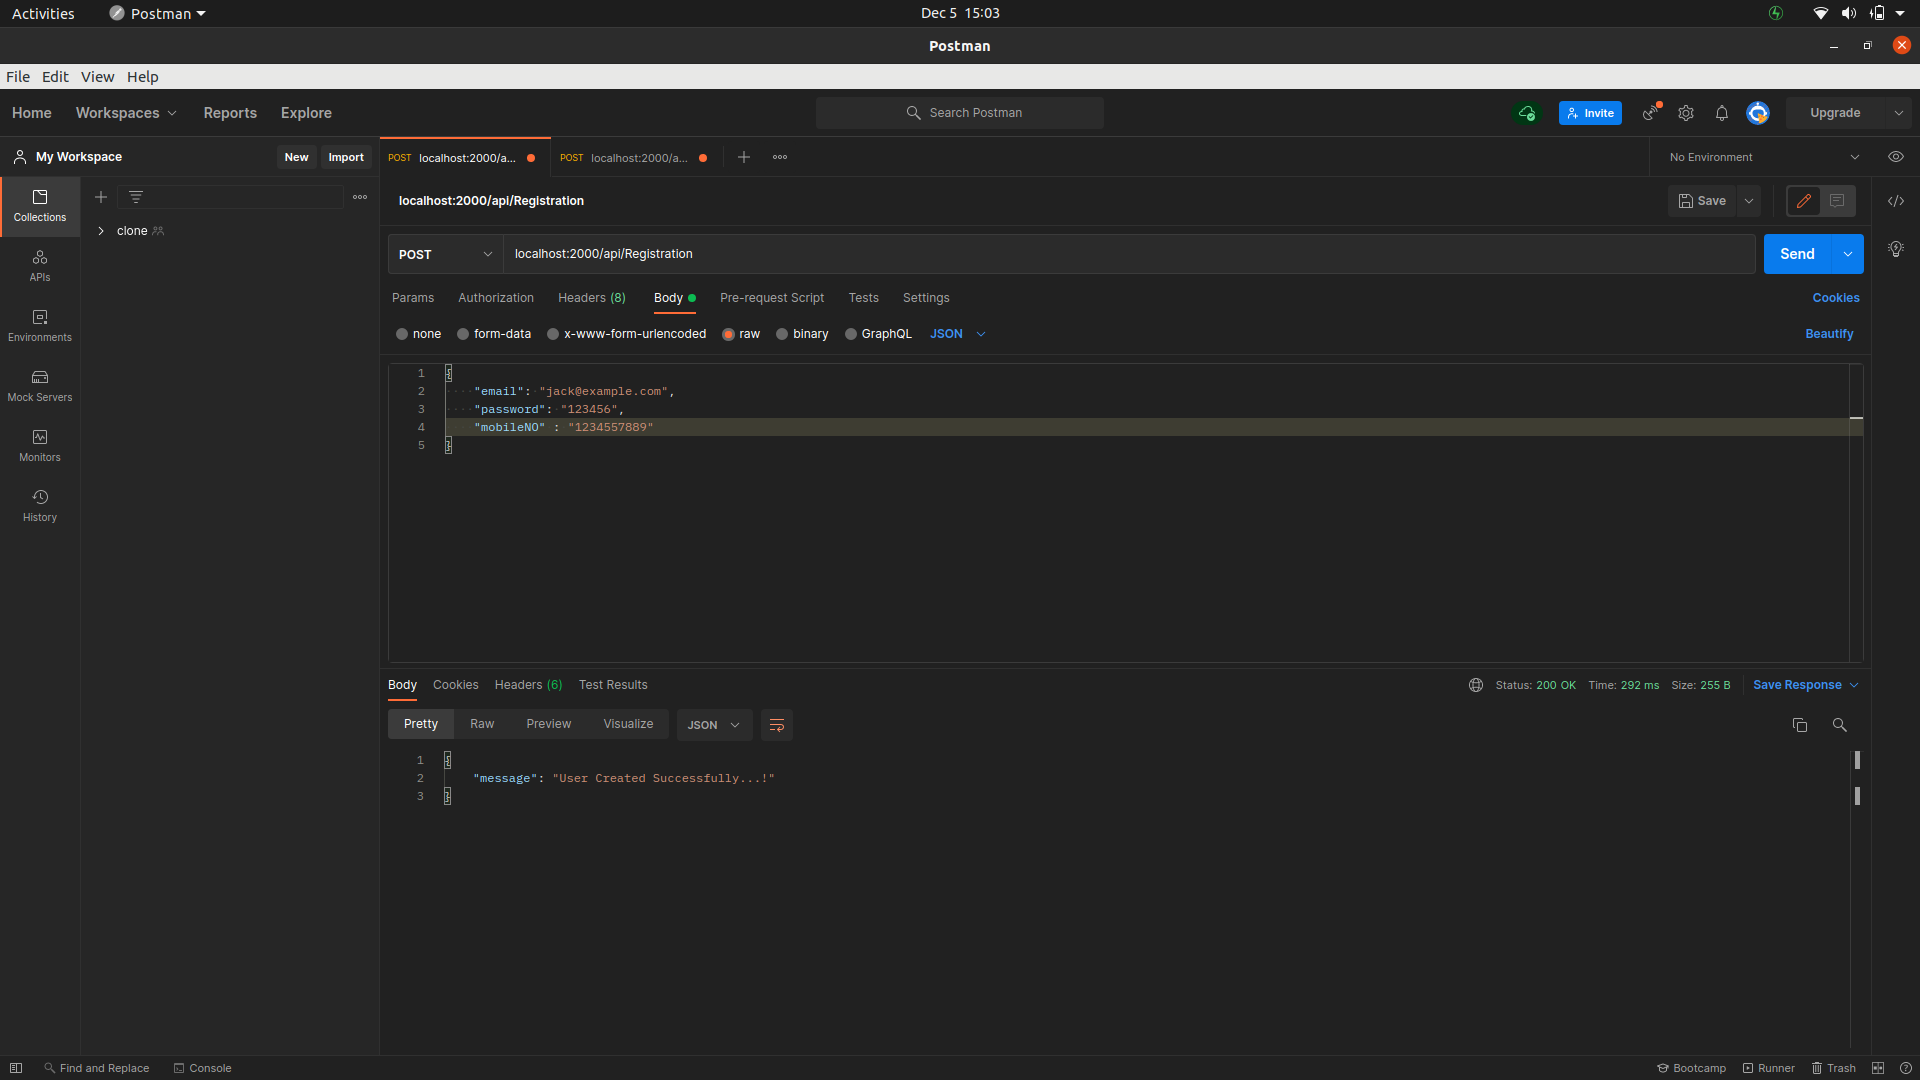 Activities Postman Dec 5 15:03
Postman
File Edit View Help
Home Workspaces Reports Explore Search Postman Invite Upgrade
My Workspace New Import POST localhost:2000/a... POST localhost:2000/a... No Environment
Collections
clone
APIs
Environments
Mock Servers
Monitors
History
localhost:2000/api/Registration Save
POST localhost:2000/api/Registration Send
Params Authorization Headers (8) Body Pre-request Script Tests Settings Cookies
none form-data x-www-form-urlencoded raw binary GraphQL JSON Beautify
1 {
2 "email": "jack@example.com",
3 "password": "123456",
4 "mobileNO" : "1234557889"
5 }
Body Cookies Headers (6) Test Results Status: 200 OK Time: 292 ms Size: 255 B Save Response
Pretty Raw Preview Visualize JSON
1 {
2 "message": "User Created Successfully...!"
3 }
Find and Replace Console Bootcamp Runner Trash